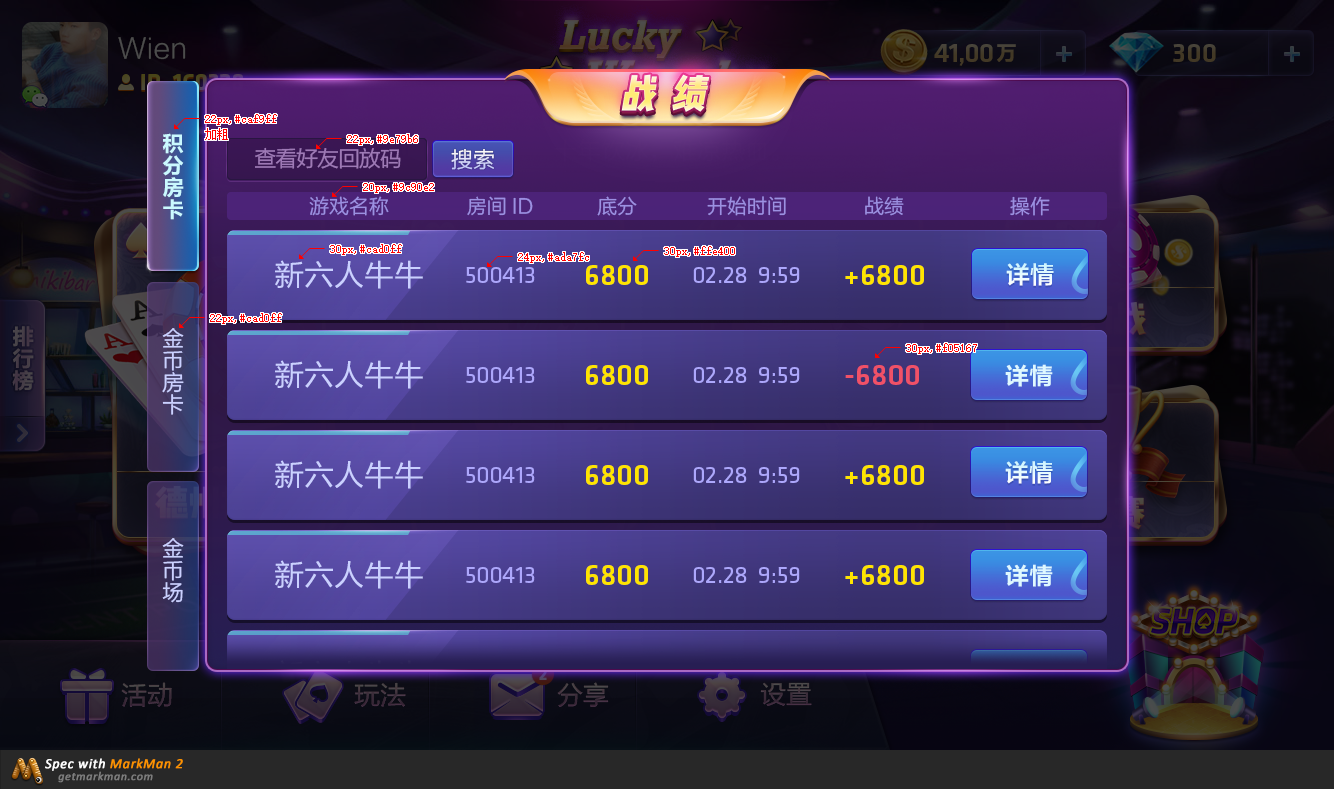 Wien
Lucky
41,00万
300
战绩
22px,#caf9ff
加粗
积分房卡
22px,#9e79b6
查看好友回放码
搜索
20px,#9c90e2
游戏名称 房间 ID 底分 开始时间 战绩 操作
30px,#cad0ff
24px,#ada7fc
30px,#ffe400
新六人牛牛 500413 6800 02.28 9:59 +6800 详情
22px,#cad0ff
金币房卡
排行榜
30px,#f05167
新六人牛牛 500413 6800 02.28 9:59 -6800 详情
新六人牛牛 500413 6800 02.28 9:59 +6800 详情
金币场
新六人牛牛 500413 6800 02.28 9:59 +6800 详情
SHOP
活动
玩法
2
分享
设置
Spec with MarkMan 2
getmarkman.com